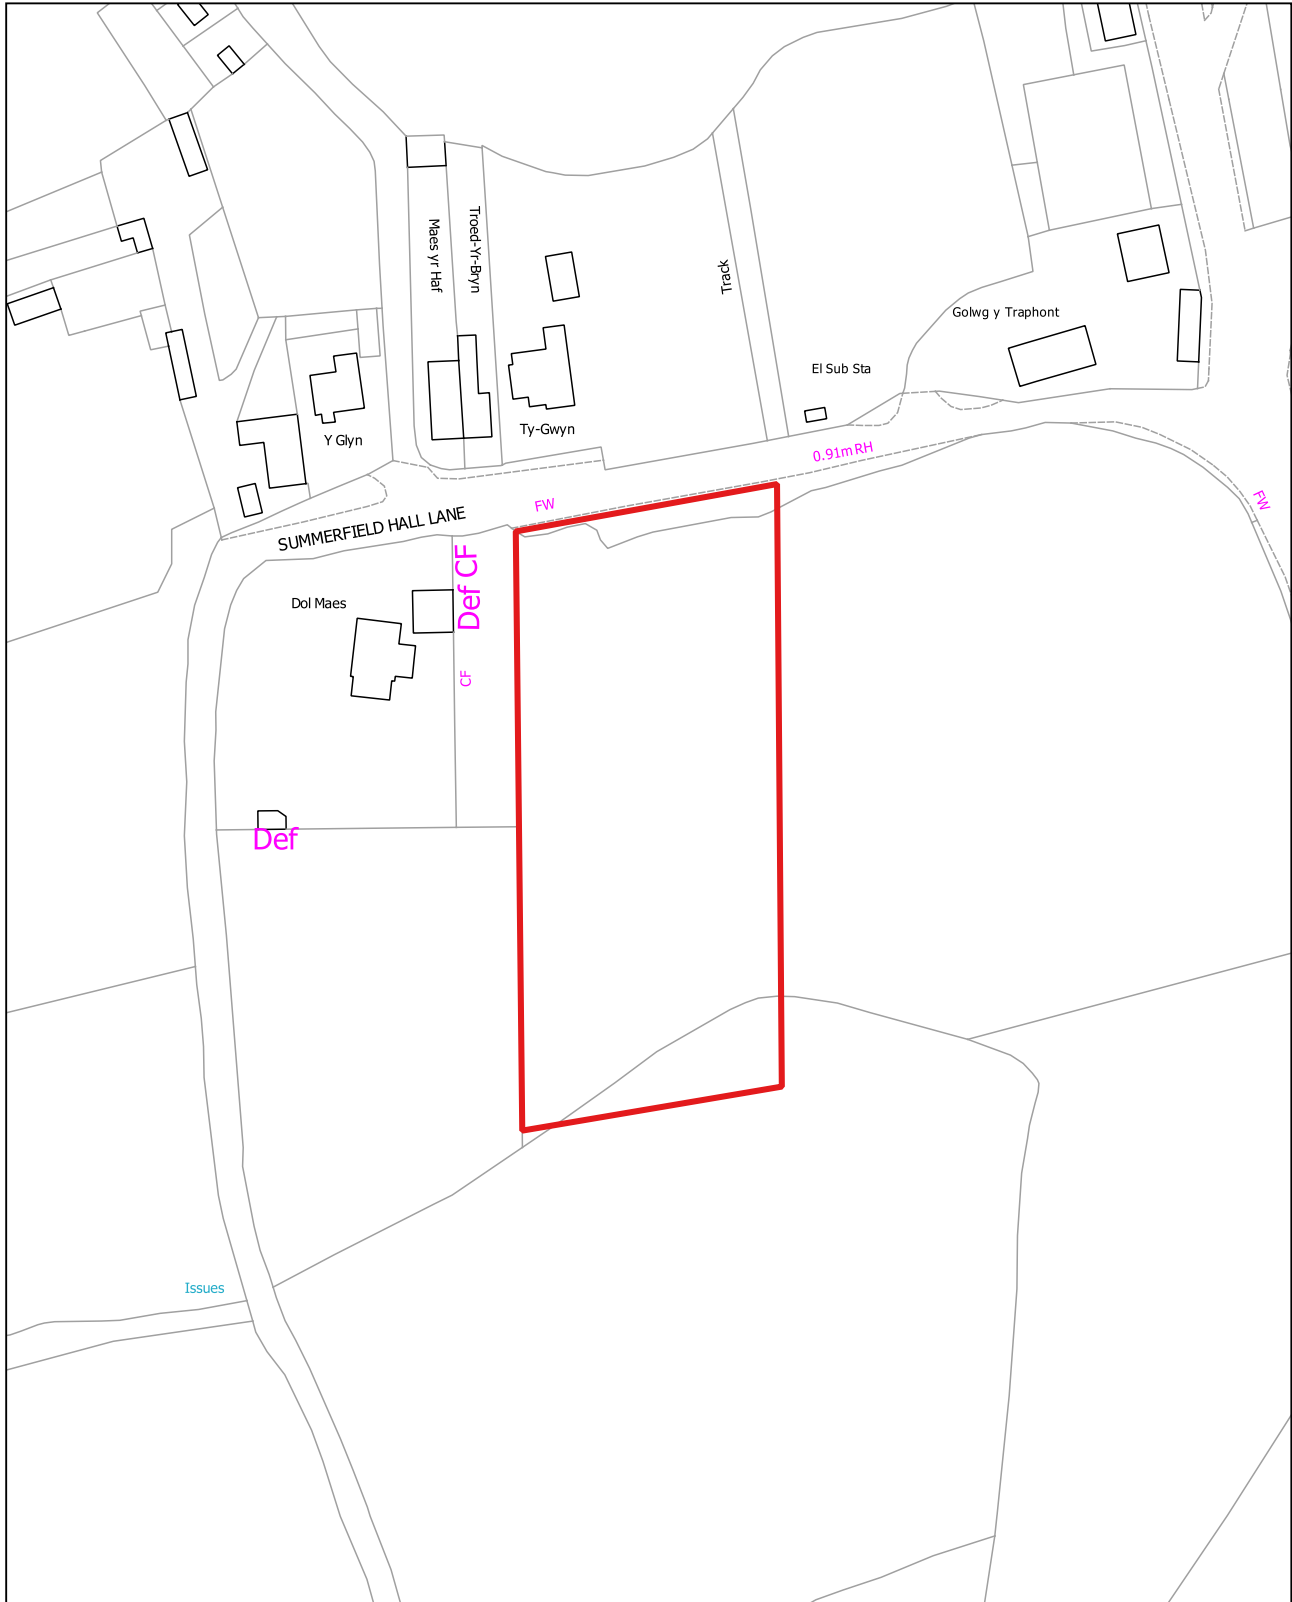 Maes yr Haf
Troed-Yr-Bryn
Track
Golwg y Traphont
El Sub Sta
Ty-Gwyn
Y Glyn
0.91m RH
FW
FW
SUMMERFIELD HALL LANE
Def CF
Dol Maes
CF
Def
Issues